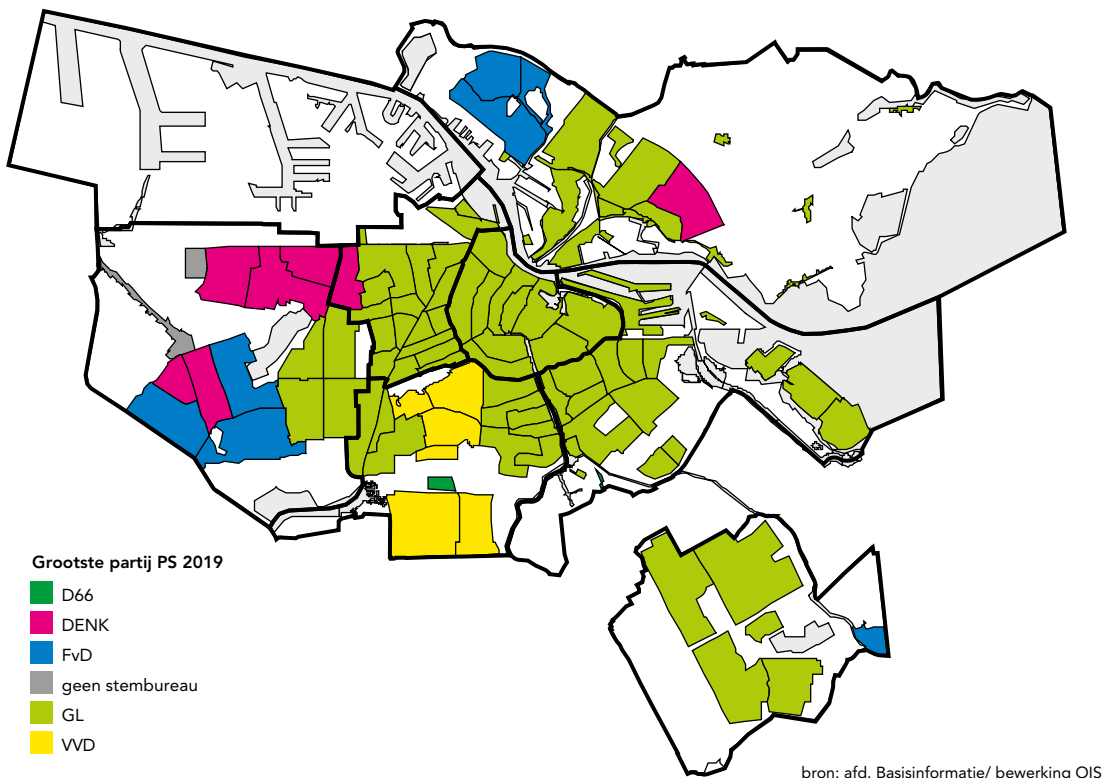 Grootste partij PS 2019
D66
DENK
FvD
geen stembureau
GL
VVD
bron: afd. Basisinformatie/ bewerking OIS